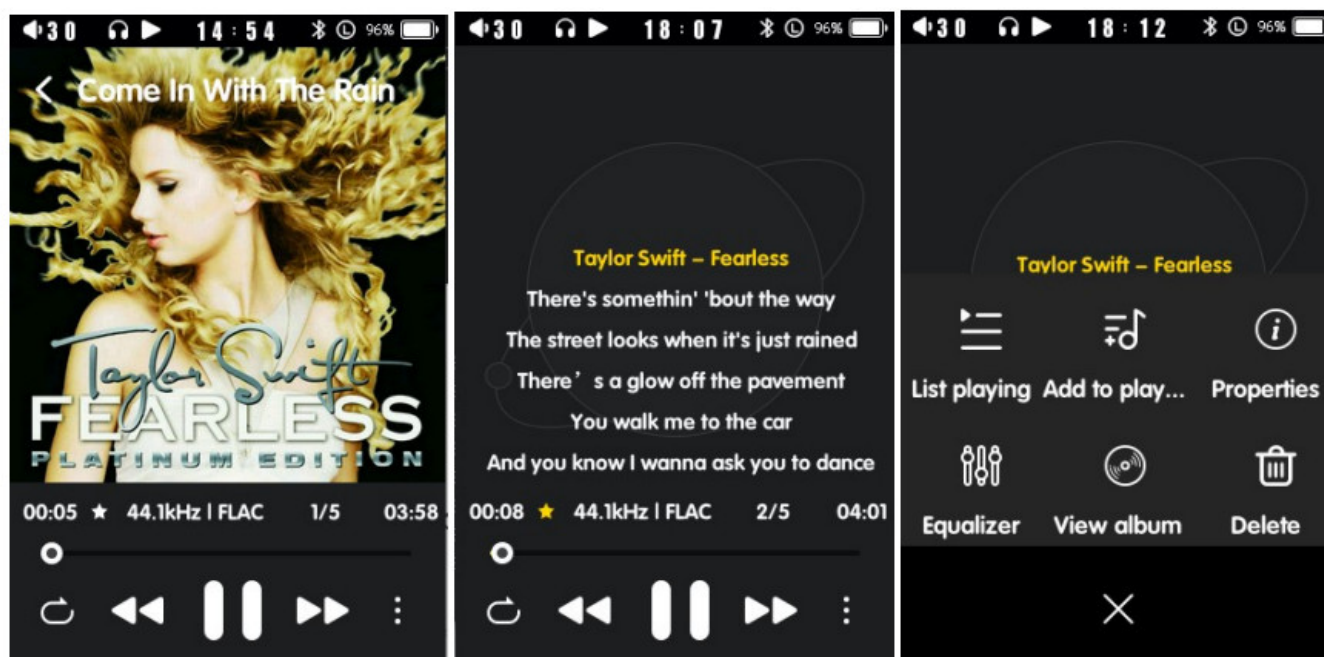 30 14:54 L 96%
Come In With The Rain
Taylor Swift
FEARLESS
PLATINUM EDITION
00:05 44.1kHz | FLAC 1/5 03:58
30 18:07 L 96%
Taylor Swift – Fearless
There's somethin' 'bout the way
The street looks when it's just rained
There’s a glow off the pavement
You walk me to the car
And you know I wanna ask you to dance
00:08 44.1kHz | FLAC 2/5 04:01
30 18:12 L 96%
Taylor Swift – Fearless
List playing Add to play... Properties
Equalizer View album Delete